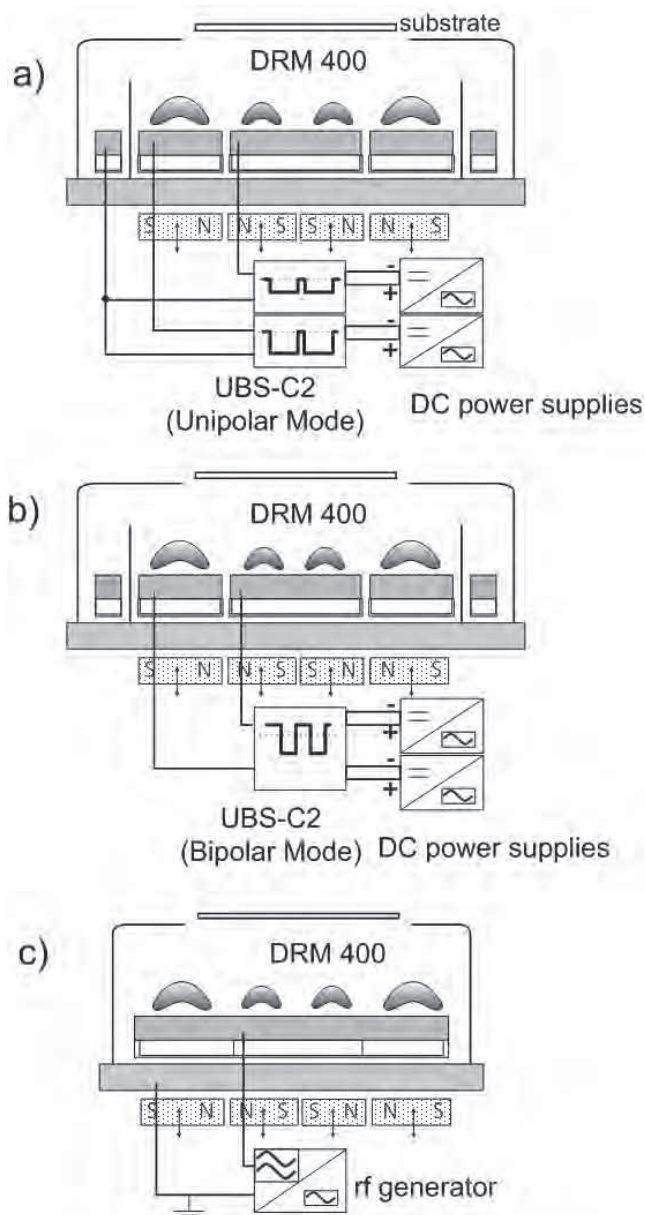 substrate
a)
DRM 400
S N N S S N N S
-
+
-
+
UBS-C2
(Unipolar Mode)
DC power supplies
b)
DRM 400
S N N S S N N S
-
+
-
+
UBS-C2
(Bipolar Mode)
DC power supplies
c)
DRM 400
S N N S S N N S
rf generator